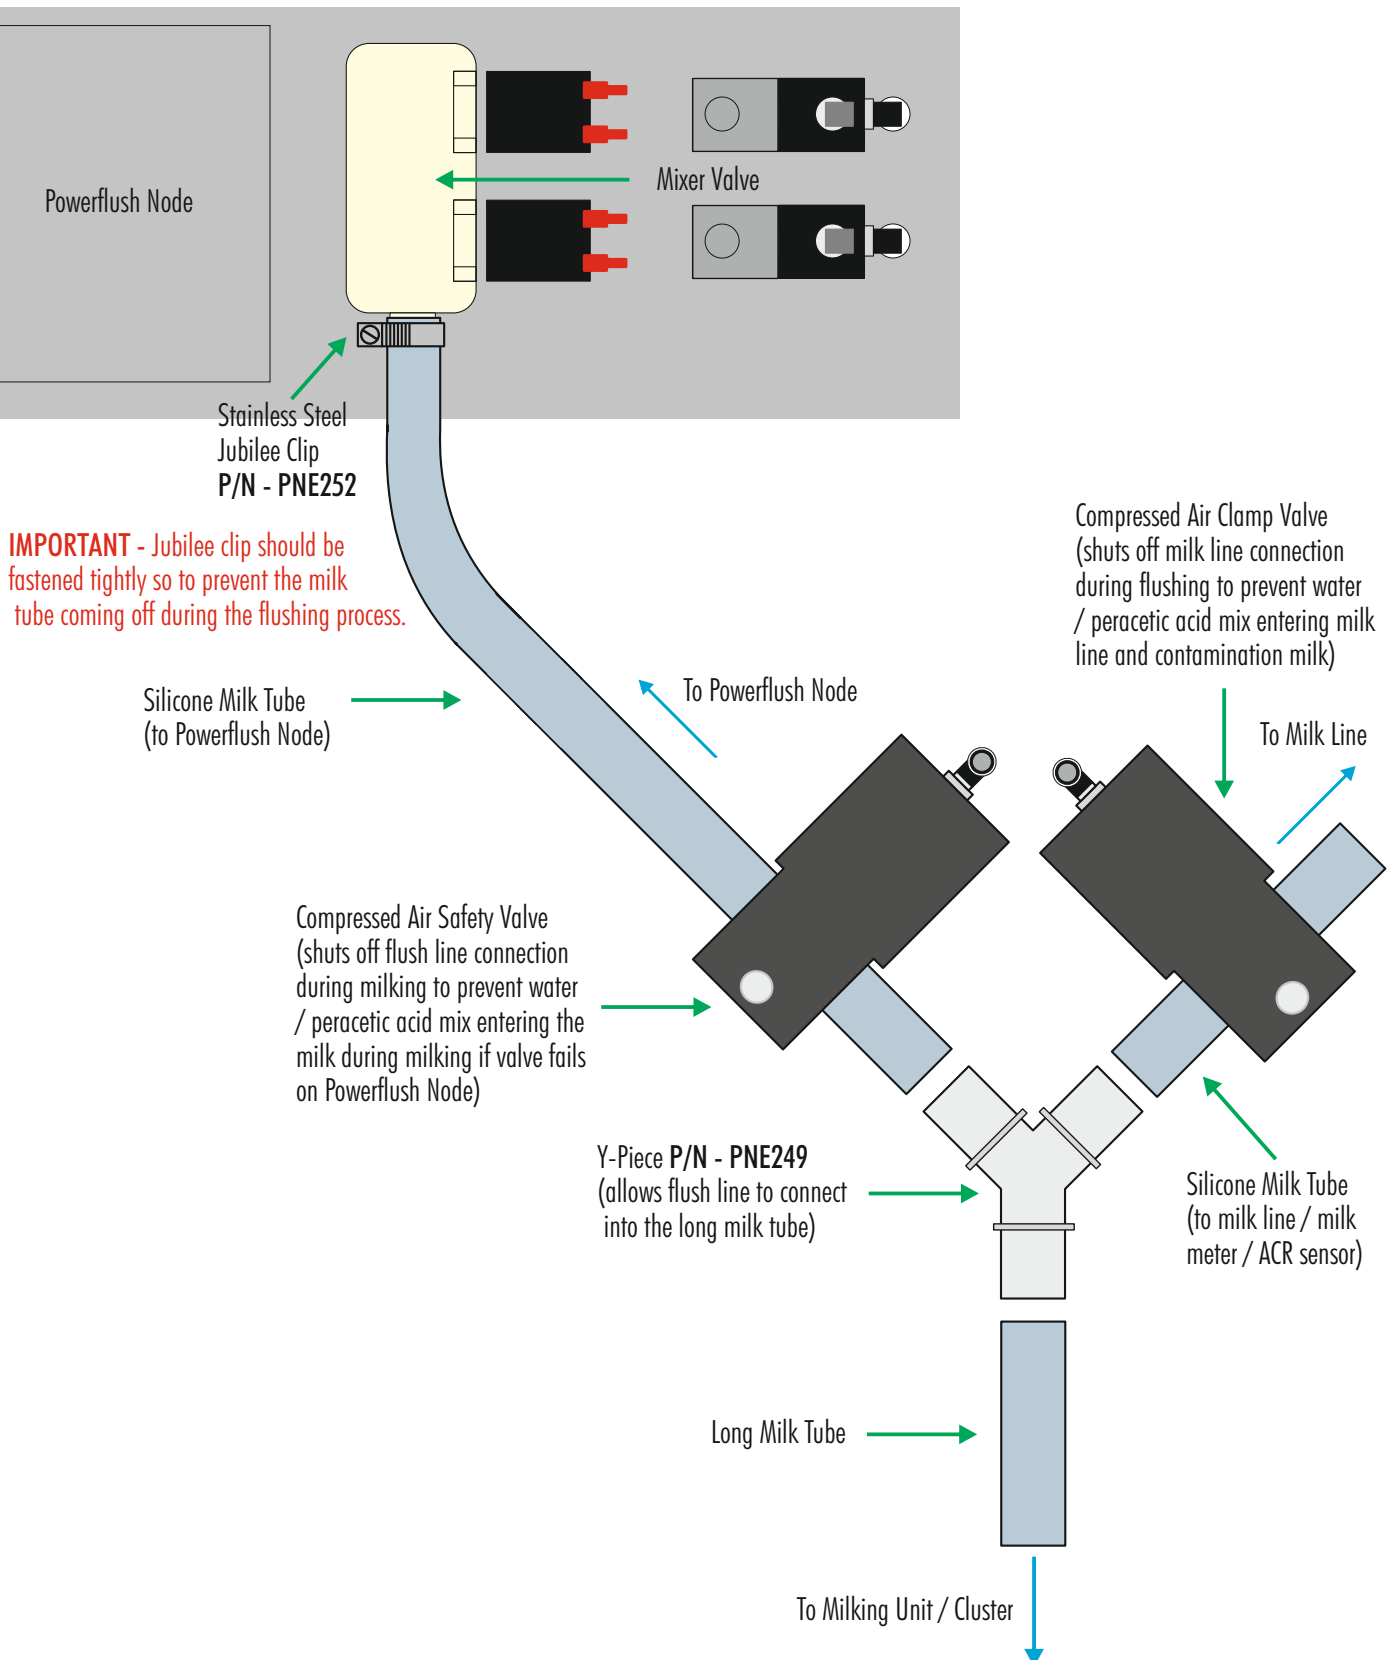 Powerflush Node
Mixer Valve
Stainless Steel
Jubilee Clip
P/N - PNE252
IMPORTANT - Jubilee clip should be
fastened tightly so to prevent the milk
tube coming off during the flushing process.
Compressed Air Clamp Valve
(shuts off milk line connection
during flushing to prevent water
/ peracetic acid mix entering milk
line and contamination milk)
Silicone Milk Tube
(to Powerflush Node)
To Powerflush Node
To Milk Line
Compressed Air Safety Valve
(shuts off flush line connection
during milking to prevent water
/ peracetic acid mix entering the
milk during milking if valve fails
on Powerflush Node)
Y-Piece P/N - PNE249
(allows flush line to connect
into the long milk tube)
Silicone Milk Tube
(to milk line / milk
meter / ACR sensor)
Long Milk Tube
To Milking Unit / Cluster